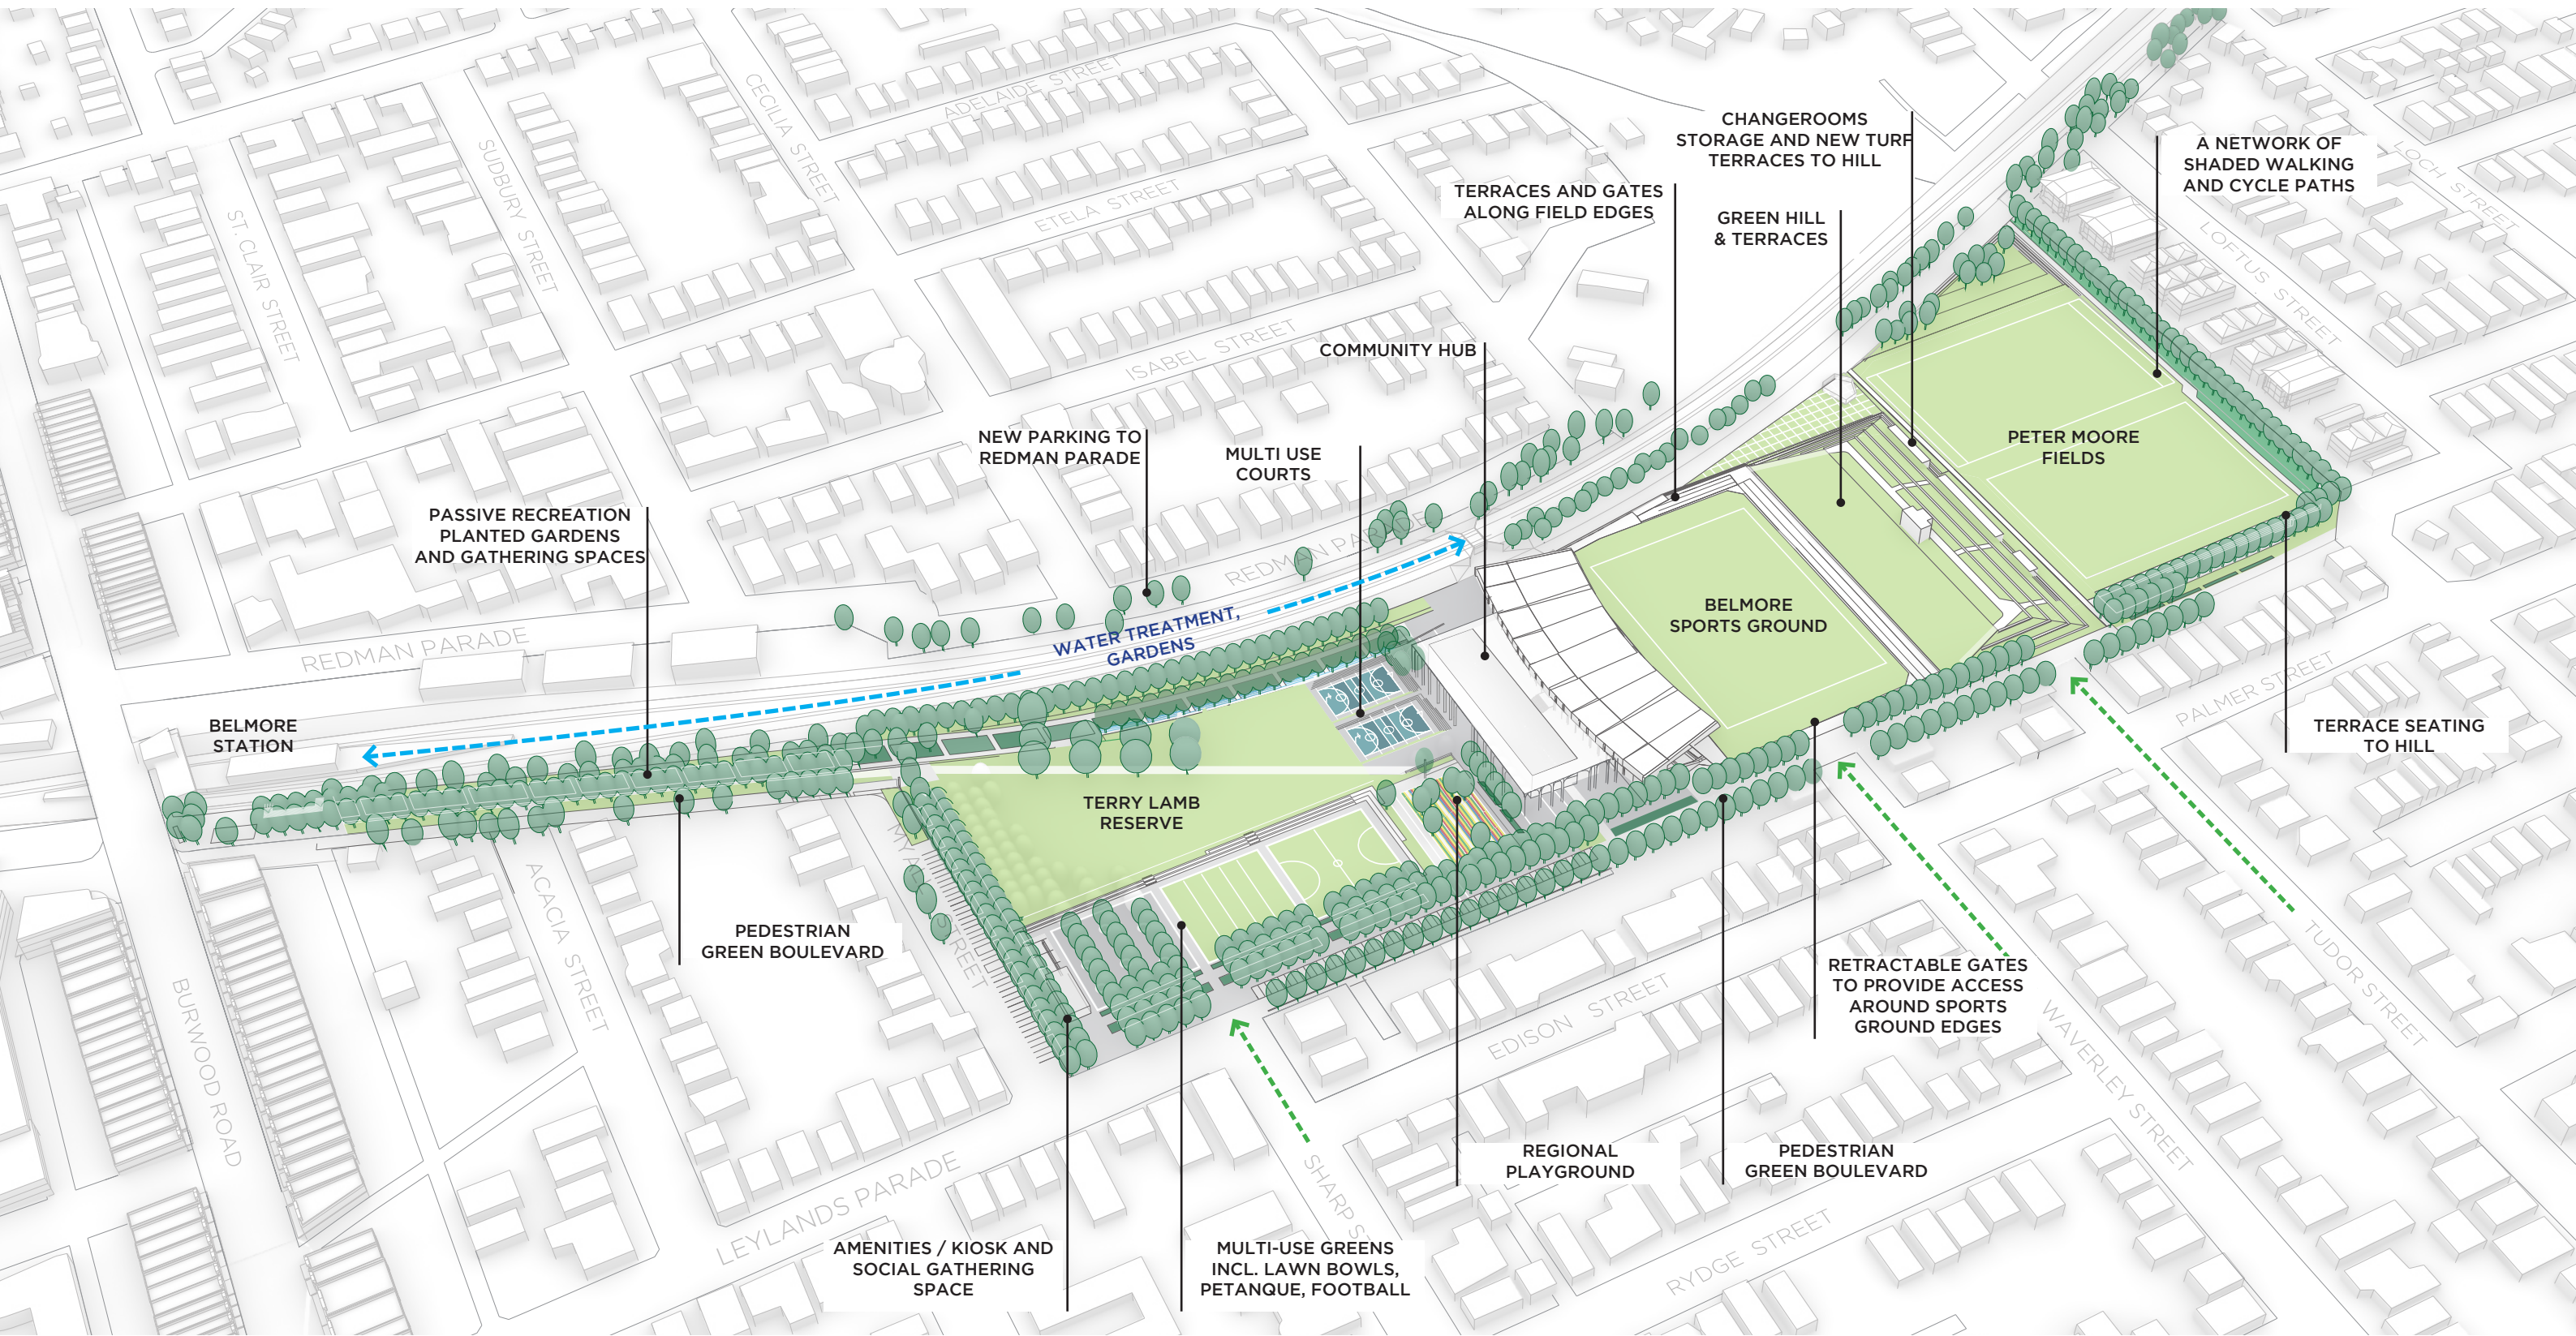 ADELAIDE STREET
CECILIA STREET
SUDBURY STREET
ST. CLAIR STREET
ETELA STREET
ISABEL STREET
CHANGEROOMS
STORAGE AND NEW TURF
TERRACES TO HILL
A NETWORK OF
SHADED WALKING
AND CYCLE PATHS
LOCH STREET
LOFTUS STREET
TERRACES AND GATES
ALONG FIELD EDGES
GREEN HILL
& TERRACES
COMMUNITY HUB
NEW PARKING TO
REDMAN PARADE
MULTI USE
COURTS
PETER MOORE
FIELDS
PASSIVE RECREATION
PLANTED GARDENS
AND GATHERING SPACES
REDMAN PARADE
REDMAN PARADE
WATER TREATMENT,
GARDENS
BELMORE
SPORTS GROUND
BELMORE
STATION
PALMER STREET
TERRACE SEATING
TO HILL
TERRY LAMB
RESERVE
ACACIA STREET
PEDESTRIAN
GREEN BOULEVARD
BURWOOD ROAD
EDISON STREET
RETRACTABLE GATES
TO PROVIDE ACCESS
AROUND SPORTS
GROUND EDGES
TUDOR STREET
WAVERLEY STREET
REGIONAL
PLAYGROUND
PEDESTRIAN
GREEN BOULEVARD
SHARP S
LEYLANDS PARADE
RYDGE STREET
AMENITIES / KIOSK AND
SOCIAL GATHERING
SPACE
MULTI-USE GREENS
INCL. LAWN BOWLS,
PETANQUE, FOOTBALL